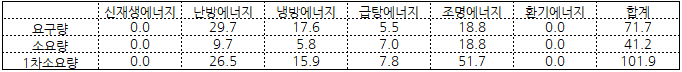 신재생에너지 난방에너지 냉방에너지 급탕에너지 조명에너지 환기에너지 합계
요구량 0.0 29.7 17.6 5.5 18.8 0.0 71.7
소요량 0.0 9.7 5.8 7.0 18.8 0.0 41.2
1차소요량 0.0 26.5 15.9 7.8 51.7 0.0 101.9